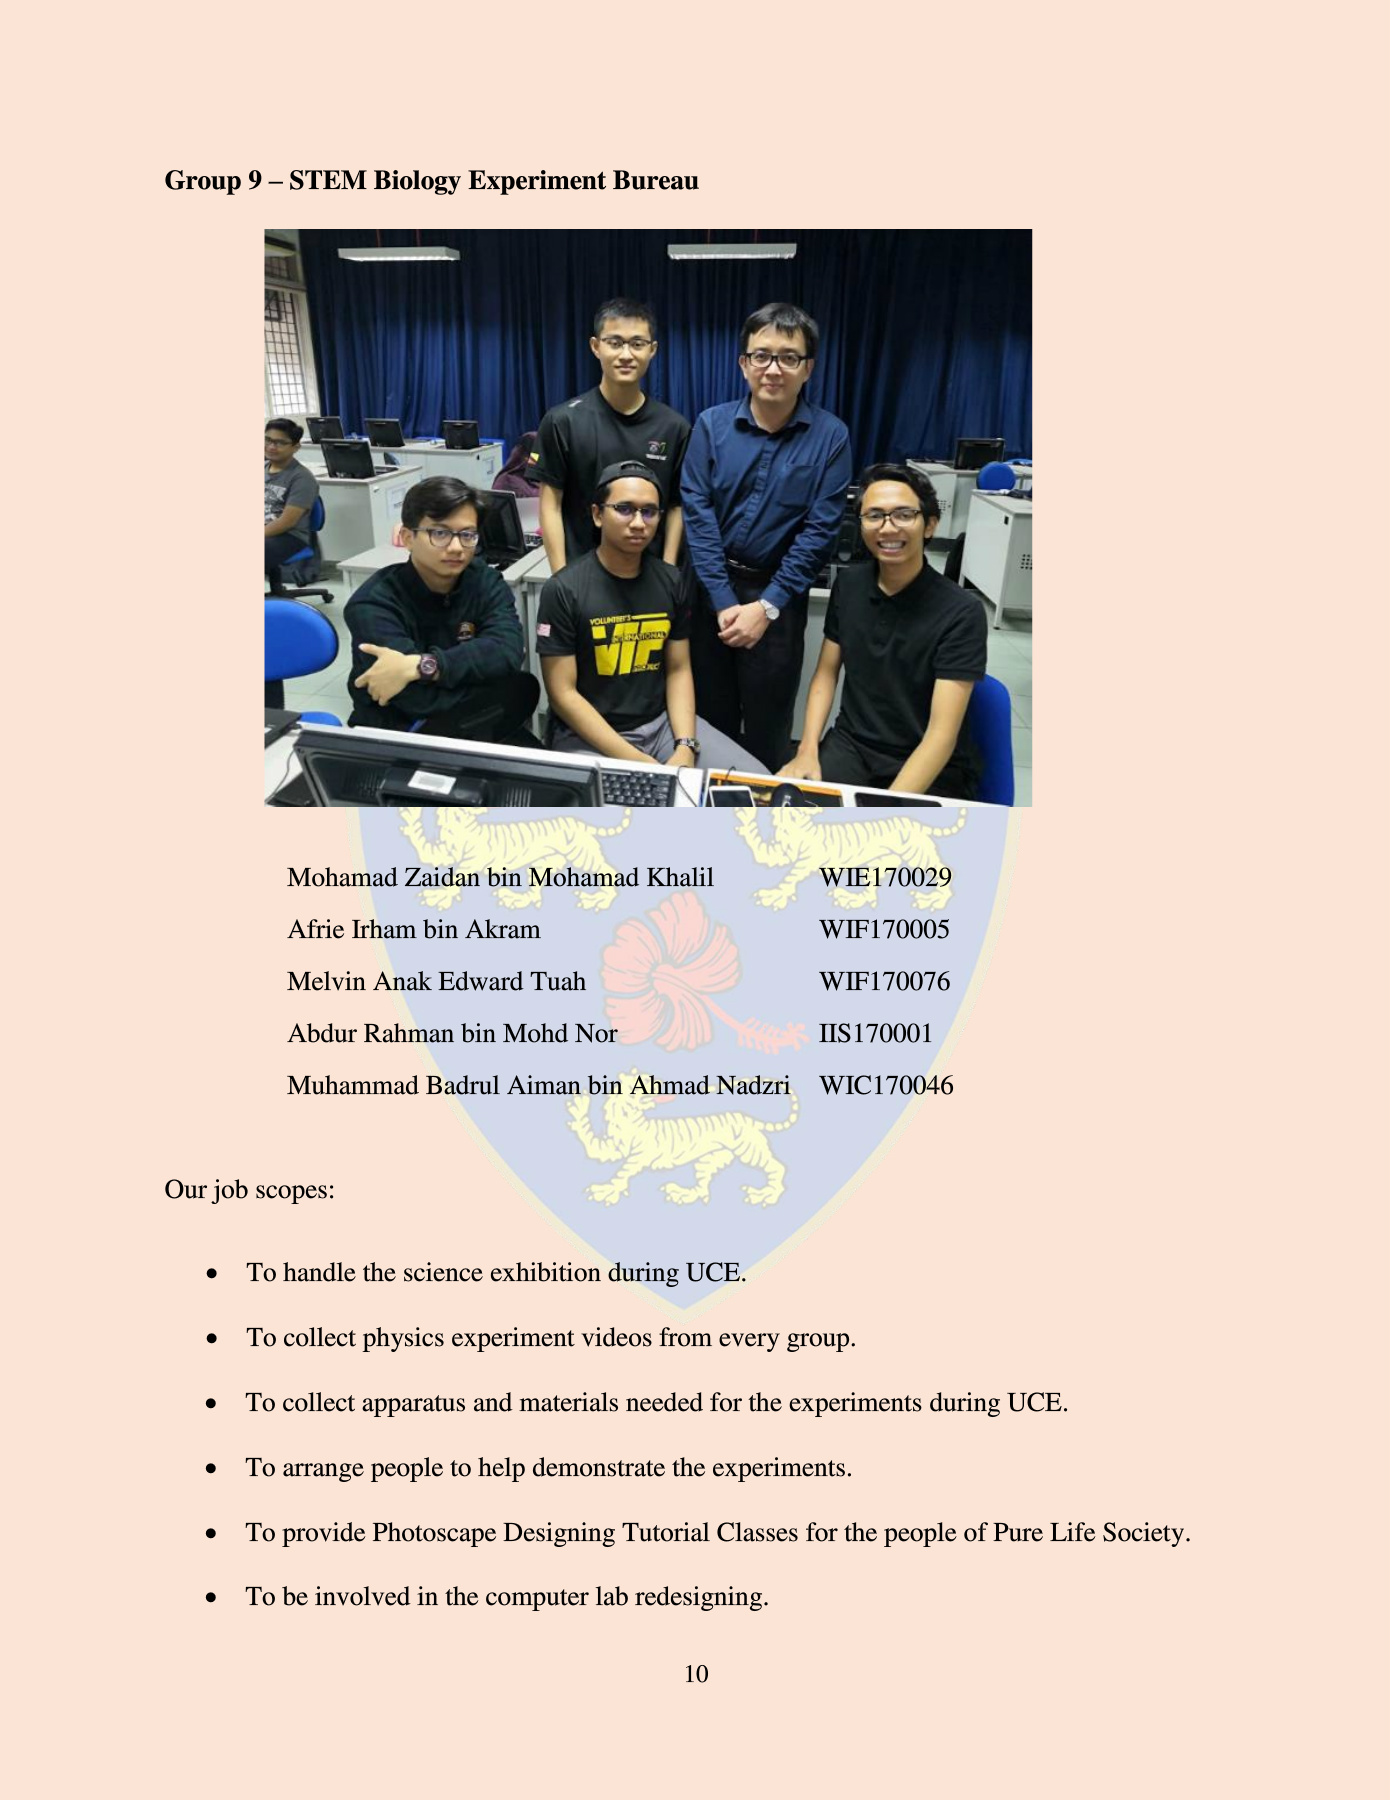 Group 9 – STEM Biology Experiment Bureau
VOLUNTEER'S
VIP
INTERNATIONAL
PROJECT
Mohamad Zaidan bin Mohamad Khalil WIE170029
Afrie Irham bin Akram WIF170005
Melvin Anak Edward Tuah WIF170076
Abdur Rahman bin Mohd Nor IIS170001
Muhammad Badrul Aiman bin Ahmad Nadzri WIC170046
Our job scopes:
• To handle the science exhibition during UCE.
• To collect physics experiment videos from every group.
• To collect apparatus and materials needed for the experiments during UCE.
• To arrange people to help demonstrate the experiments.
• To provide Photoscape Designing Tutorial Classes for the people of Pure Life Society.
• To be involved in the computer lab redesigning.
10